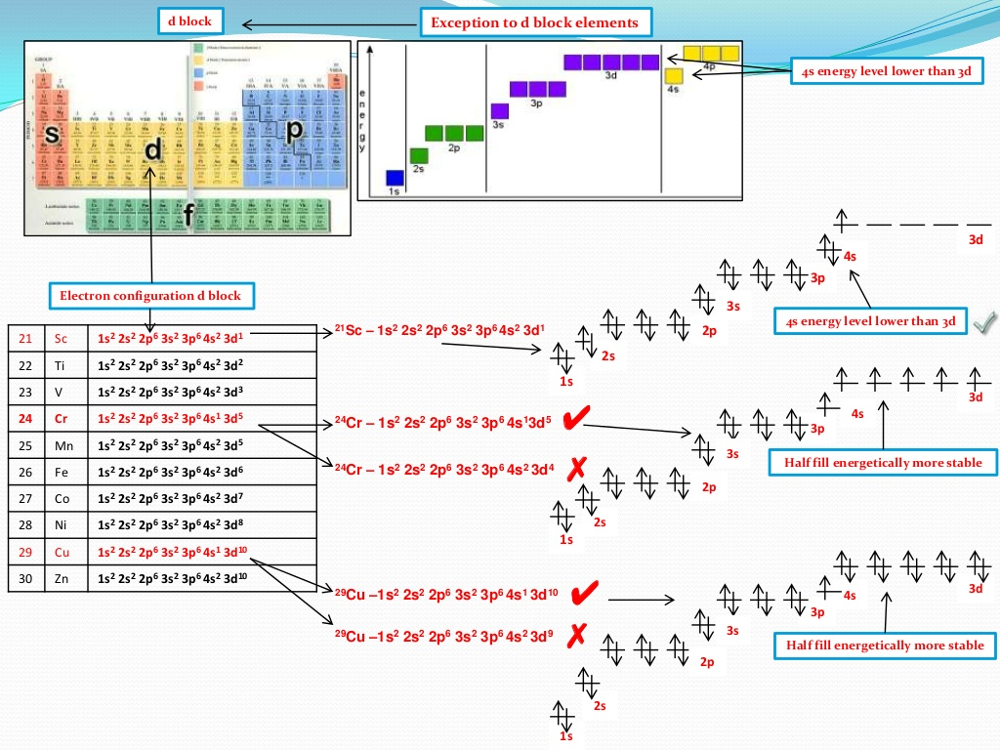 d block
Exception to d block elements
GROUP
s
d
p
f
energy
1s
2s
2p
3s
3p
3d
4s
4p
4s energy level lower than 3d
Electron configuration d block
21 Sc 1s² 2s² 2p⁶ 3s² 3p⁶ 4s² 3d¹
22 Ti 1s² 2s² 2p⁶ 3s² 3p⁶ 4s² 3d²
23 V 1s² 2s² 2p⁶ 3s² 3p⁶ 4s² 3d³
24 Cr 1s² 2s² 2p⁶ 3s² 3p⁶ 4s¹ 3d⁵
25 Mn 1s² 2s² 2p⁶ 3s² 3p⁶ 4s² 3d⁵
26 Fe 1s² 2s² 2p⁶ 3s² 3p⁶ 4s² 3d⁶
27 Co 1s² 2s² 2p⁶ 3s² 3p⁶ 4s² 3d⁷
28 Ni 1s² 2s² 2p⁶ 3s² 3p⁶ 4s² 3d⁸
29 Cu 1s² 2s² 2p⁶ 3s² 3p⁶ 4s¹ 3d¹⁰
30 Zn 1s² 2s² 2p⁶ 3s² 3p⁶ 4s² 3d¹⁰
²¹Sc – 1s² 2s² 2p⁶ 3s² 3p⁶ 4s² 3d¹
1s
2s
2p
3s
3p
4s
3d
4s energy level lower than 3d
²⁴Cr – 1s² 2s² 2p⁶ 3s² 3p⁶ 4s¹3d⁵
²⁴Cr – 1s² 2s² 2p⁶ 3s² 3p⁶ 4s² 3d⁴
1s
2s
2p
3s
3p
4s
3d
Half fill energetically more stable
²⁹Cu –1s² 2s² 2p⁶ 3s² 3p⁶ 4s¹ 3d¹⁰
²⁹Cu –1s² 2s² 2p⁶ 3s² 3p⁶ 4s² 3d⁹
1s
2s
2p
3s
3p
4s
3d
Half fill energetically more stable